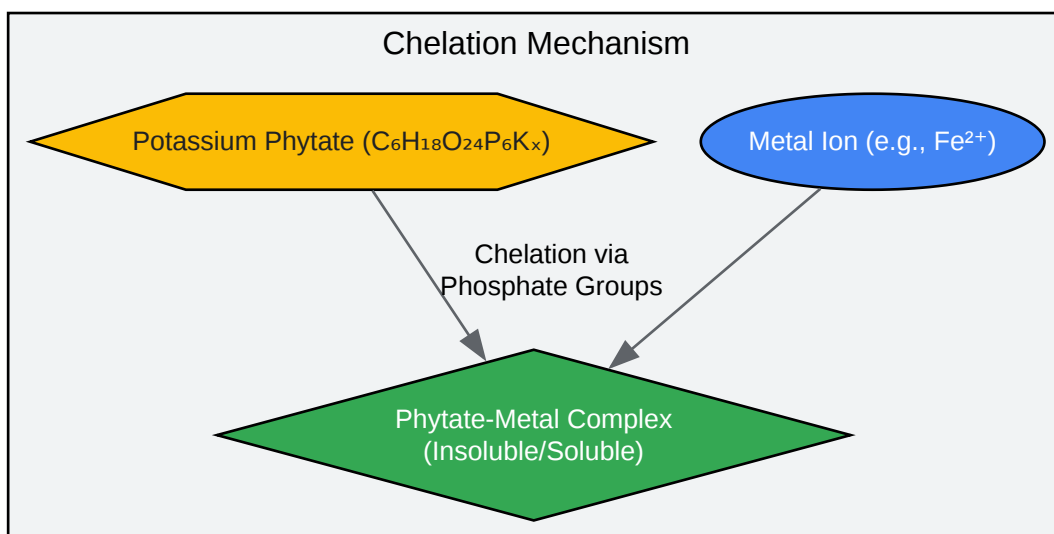 Chelation Mechanism
Potassium Phytate (C₆H₁₈O₂₄P₆Kₓ)
Metal Ion (e.g., Fe²⁺)
Chelation via
Phosphate Groups
Phytate-Metal Complex
(Insoluble/Soluble)